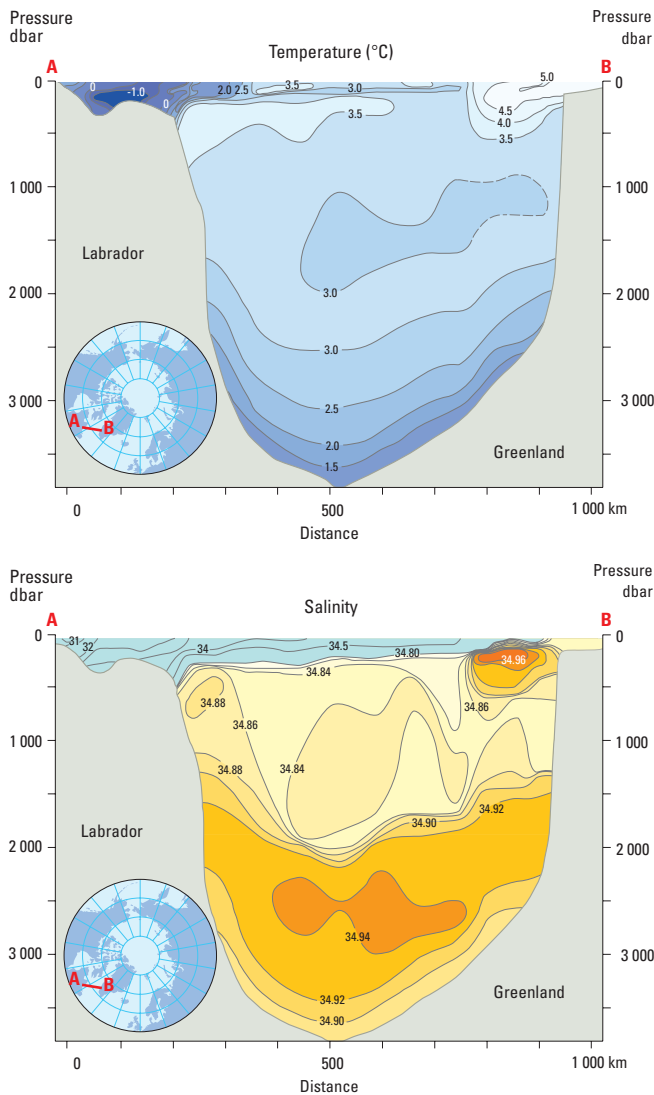 Pressure
dbar
Pressure
dbar
Temperature (°C)
A
B
0
0
0
-1.0
0
2.0 2.5
3.5
3.0
5.0
4.5
4.0
3.5
3.5
1 000
1 000
Labrador
2 000
2 000
3.0
3.0
3 000
3 000
2.5
A
B
2.0
1.5
Greenland
0
500
1 000 km
Distance
Pressure
dbar
Pressure
dbar
Salinity
A
B
0
0
31
32
34
34.5
34.80
34.96
34.84
34.88
34.86
34.86
1 000
1 000
34.88
34.84
34.92
34.90
Labrador
2 000
2 000
34.94
3 000
3 000
A
B
34.92
34.90
Greenland
0
500
1 000 km
Distance